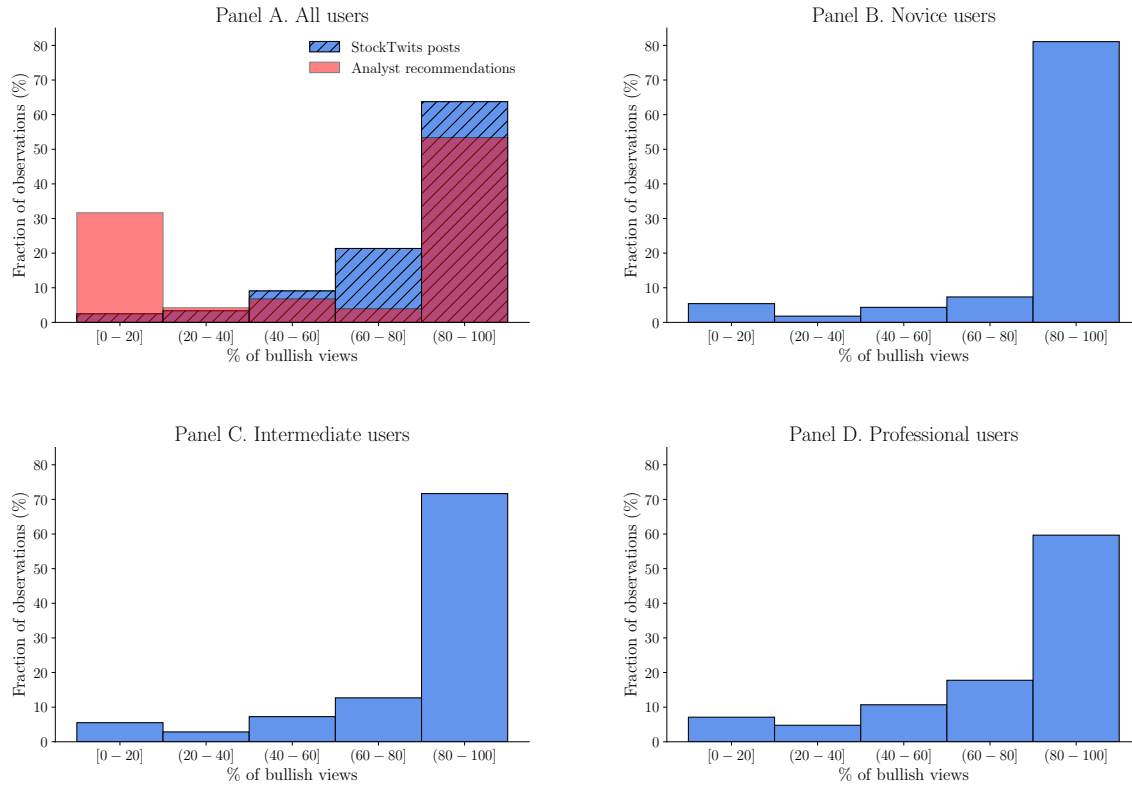 Panel A. All users
StockTwits posts
Analyst recommendations
Fraction of observations (%)
80
70
60
50
40
30
20
10
0
[0 − 20]
(20 − 40]
(40 − 60]
(60 − 80]
(80 − 100]
% of bullish views
Panel B. Novice users
Fraction of observations (%)
80
70
60
50
40
30
20
10
0
[0 − 20]
(20 − 40]
(40 − 60]
(60 − 80]
(80 − 100]
% of bullish views
Panel C. Intermediate users
Fraction of observations (%)
80
70
60
50
40
30
20
10
0
[0 − 20]
(20 − 40]
(40 − 60]
(60 − 80]
(80 − 100]
% of bullish views
Panel D. Professional users
Fraction of observations (%)
80
70
60
50
40
30
20
10
0
[0 − 20]
(20 − 40]
(40 − 60]
(60 − 80]
(80 − 100]
% of bullish views